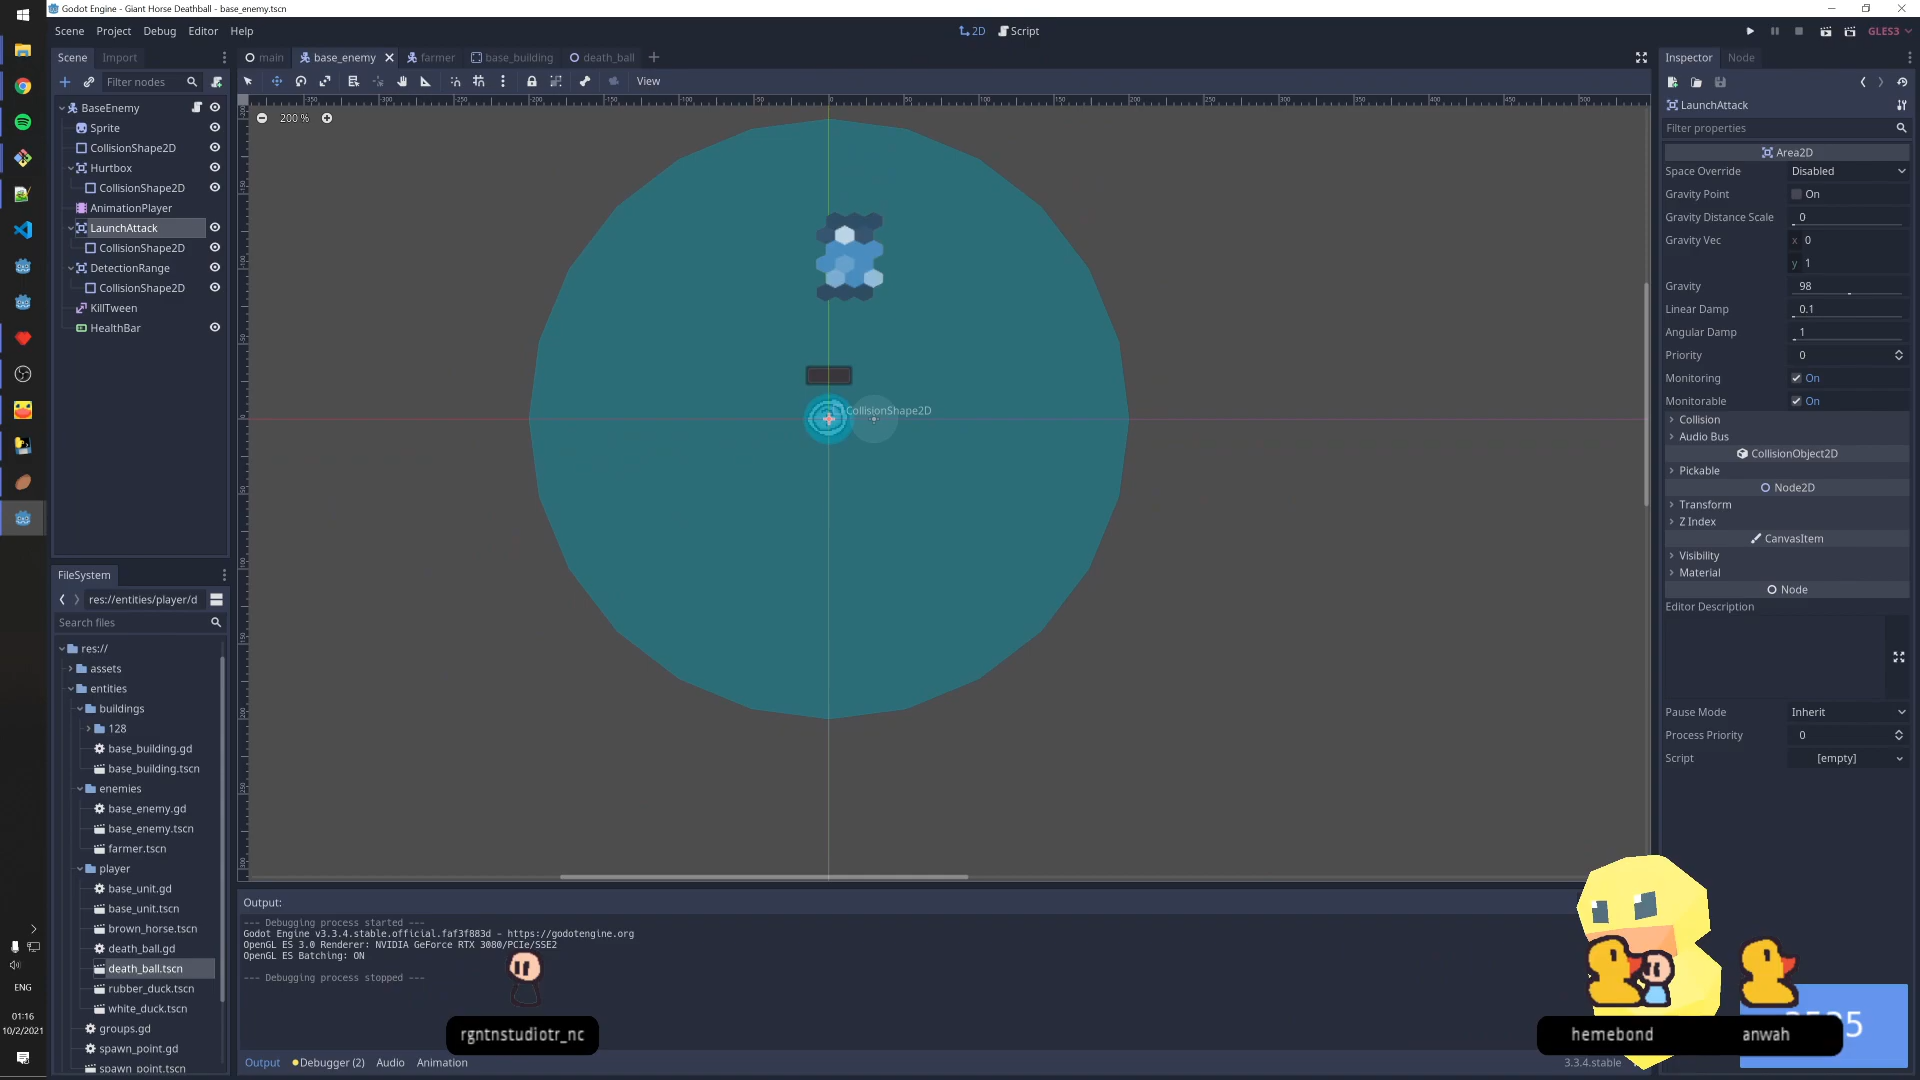 Godot Engine - Giant Horse Deathball - base_enemy.tscn
Scene Project Debug Editor Help
2D Script
GLES3
Scene Import
main base_enemy farmer base_building death_ball
Inspector Node
Filter nodes
View
BaseEnemy
Sprite
CollisionShape2D
Hurtbox
CollisionShape2D
AnimationPlayer
LaunchAttack
CollisionShape2D
DetectionRange
CollisionShape2D
KillTween
HealthBar
200 %
CollisionShape2D
LaunchAttack
Filter properties
Area2D
Space Override Disabled
Gravity Point On
Gravity Distance Scale 0
Gravity Vec x 0
y 1
Gravity 98
Linear Damp 0.1
Angular Damp 1
Priority 0
Monitoring On
Monitorable On
Collision
Audio Bus
CollisionObject2D
Pickable
Node2D
Transform
Z Index
CanvasItem
Visibility
Material
Node
Editor Description
Pause Mode Inherit
Process Priority 0
Script [empty]
FileSystem
res://entities/player/d
Search files
res://
assets
entities
buildings
128
base_building.gd
base_building.tscn
enemies
base_enemy.gd
base_enemy.tscn
farmer.tscn
player
base_unit.gd
base_unit.tscn
brown_horse.tscn
death_ball.gd
death_ball.tscn
rubber_duck.tscn
white_duck.tscn
groups.gd
spawn_point.gd
spawn_point.tscn
Output:
--- Debugging process started ---
Godot Engine v3.3.4.stable.official.faf3f883d - https://godotengine.org
OpenGL ES 3.0 Renderer: NVIDIA GeForce RTX 3080/PCIe/SSE2
OpenGL ES Batching: ON
--- Debugging process stopped ---
rgntnstudiotr_nc
hemebond
anwah
Output Debugger (2) Audio Animation
3.3.4.stable
ENG
01:16
10/2/2021